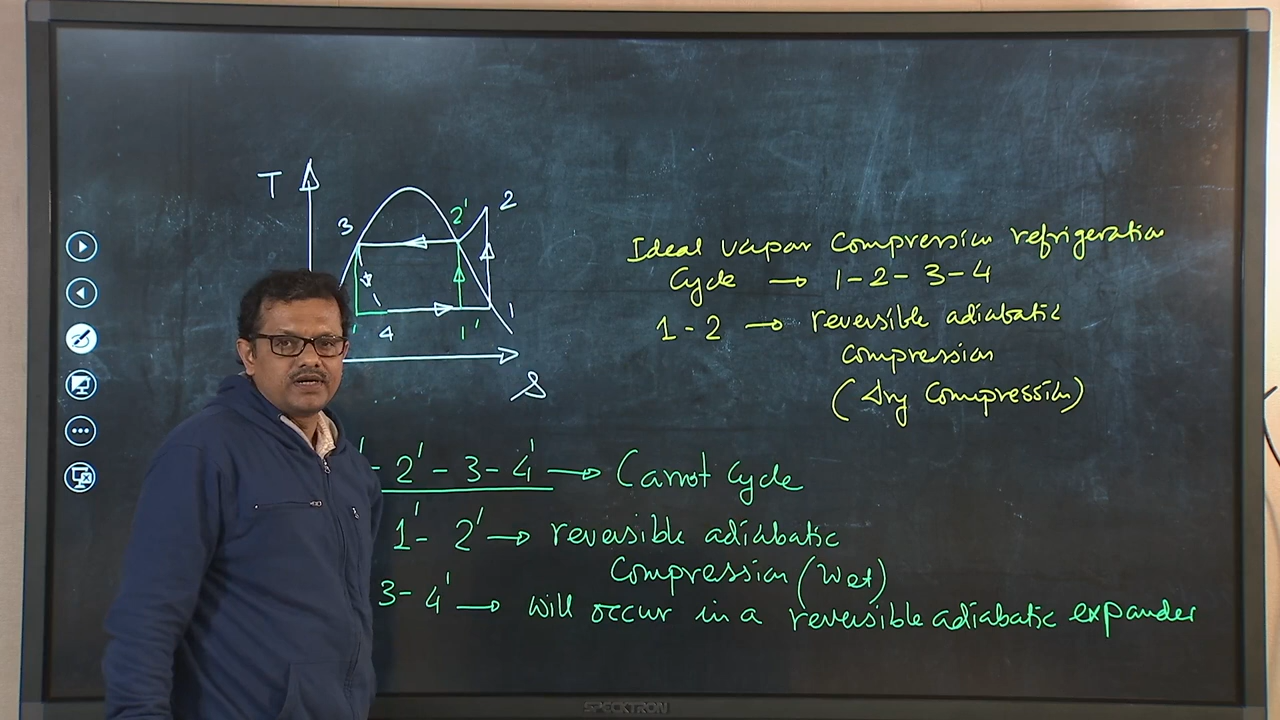 T
3
2'
2
4
1'
1
S
Ideal vapor compression refrigeration
Cycle → 1-2-3-4
1-2 → reversible adiabatic
compression
(Dry Compression)
' - 2' - 3 - 4' → Carnot Cycle
1' - 2' → reversible adiabatic
Compression (Wet)
3-4' → will occur in a reversible adiabatic expander
SPECKTRON